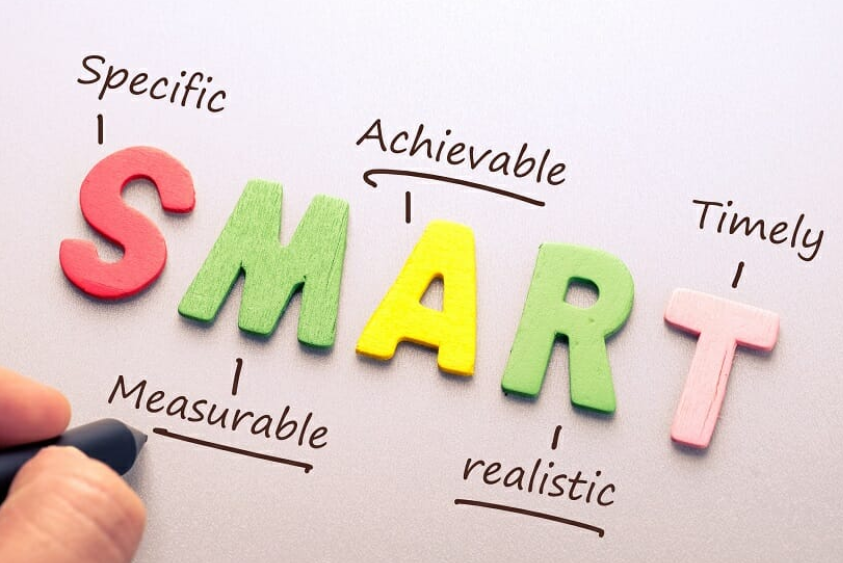 Specific
Achievable
Timely
SMART
Measurable
realistic